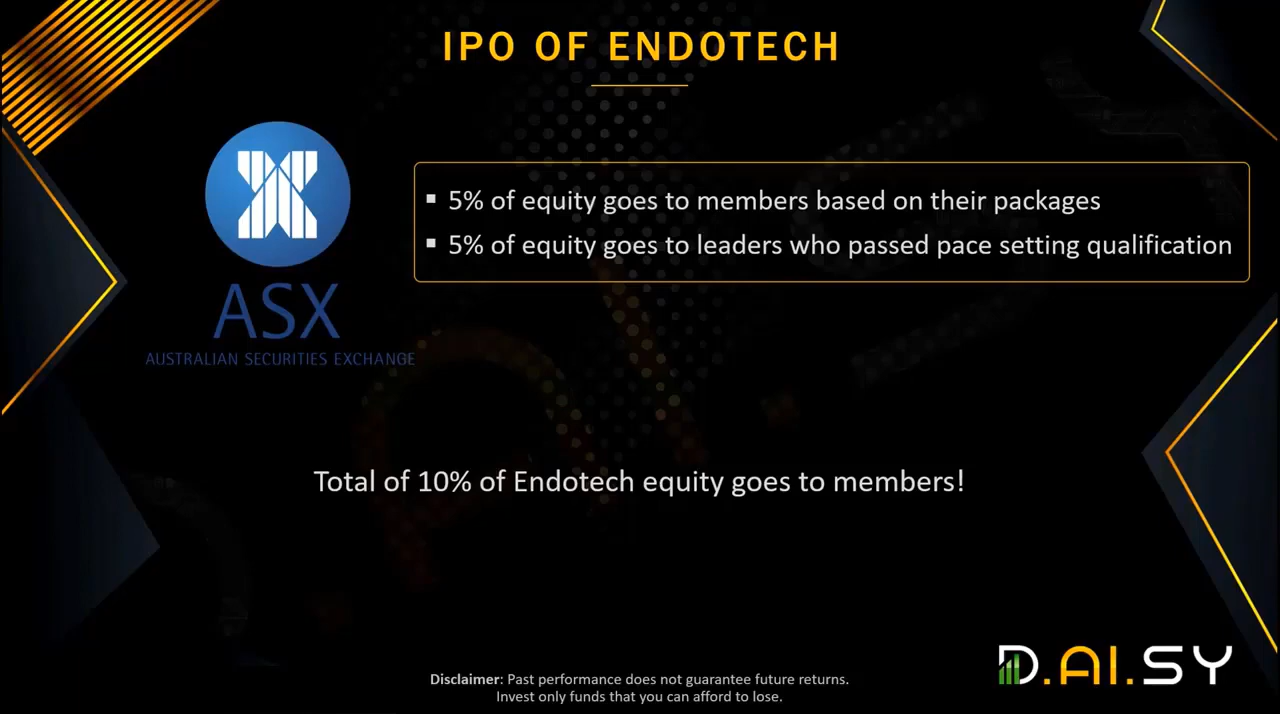 IPO OF ENDOTECH
ASX
AUSTRALIAN SECURITIES EXCHANGE
▪ 5% of equity goes to members based on their packages
▪ 5% of equity goes to leaders who passed pace setting qualification
Total of 10% of Endotech equity goes to members!
Disclaimer: Past performance does not guarantee future returns.
Invest only funds that you can afford to lose.
D.AI.SY